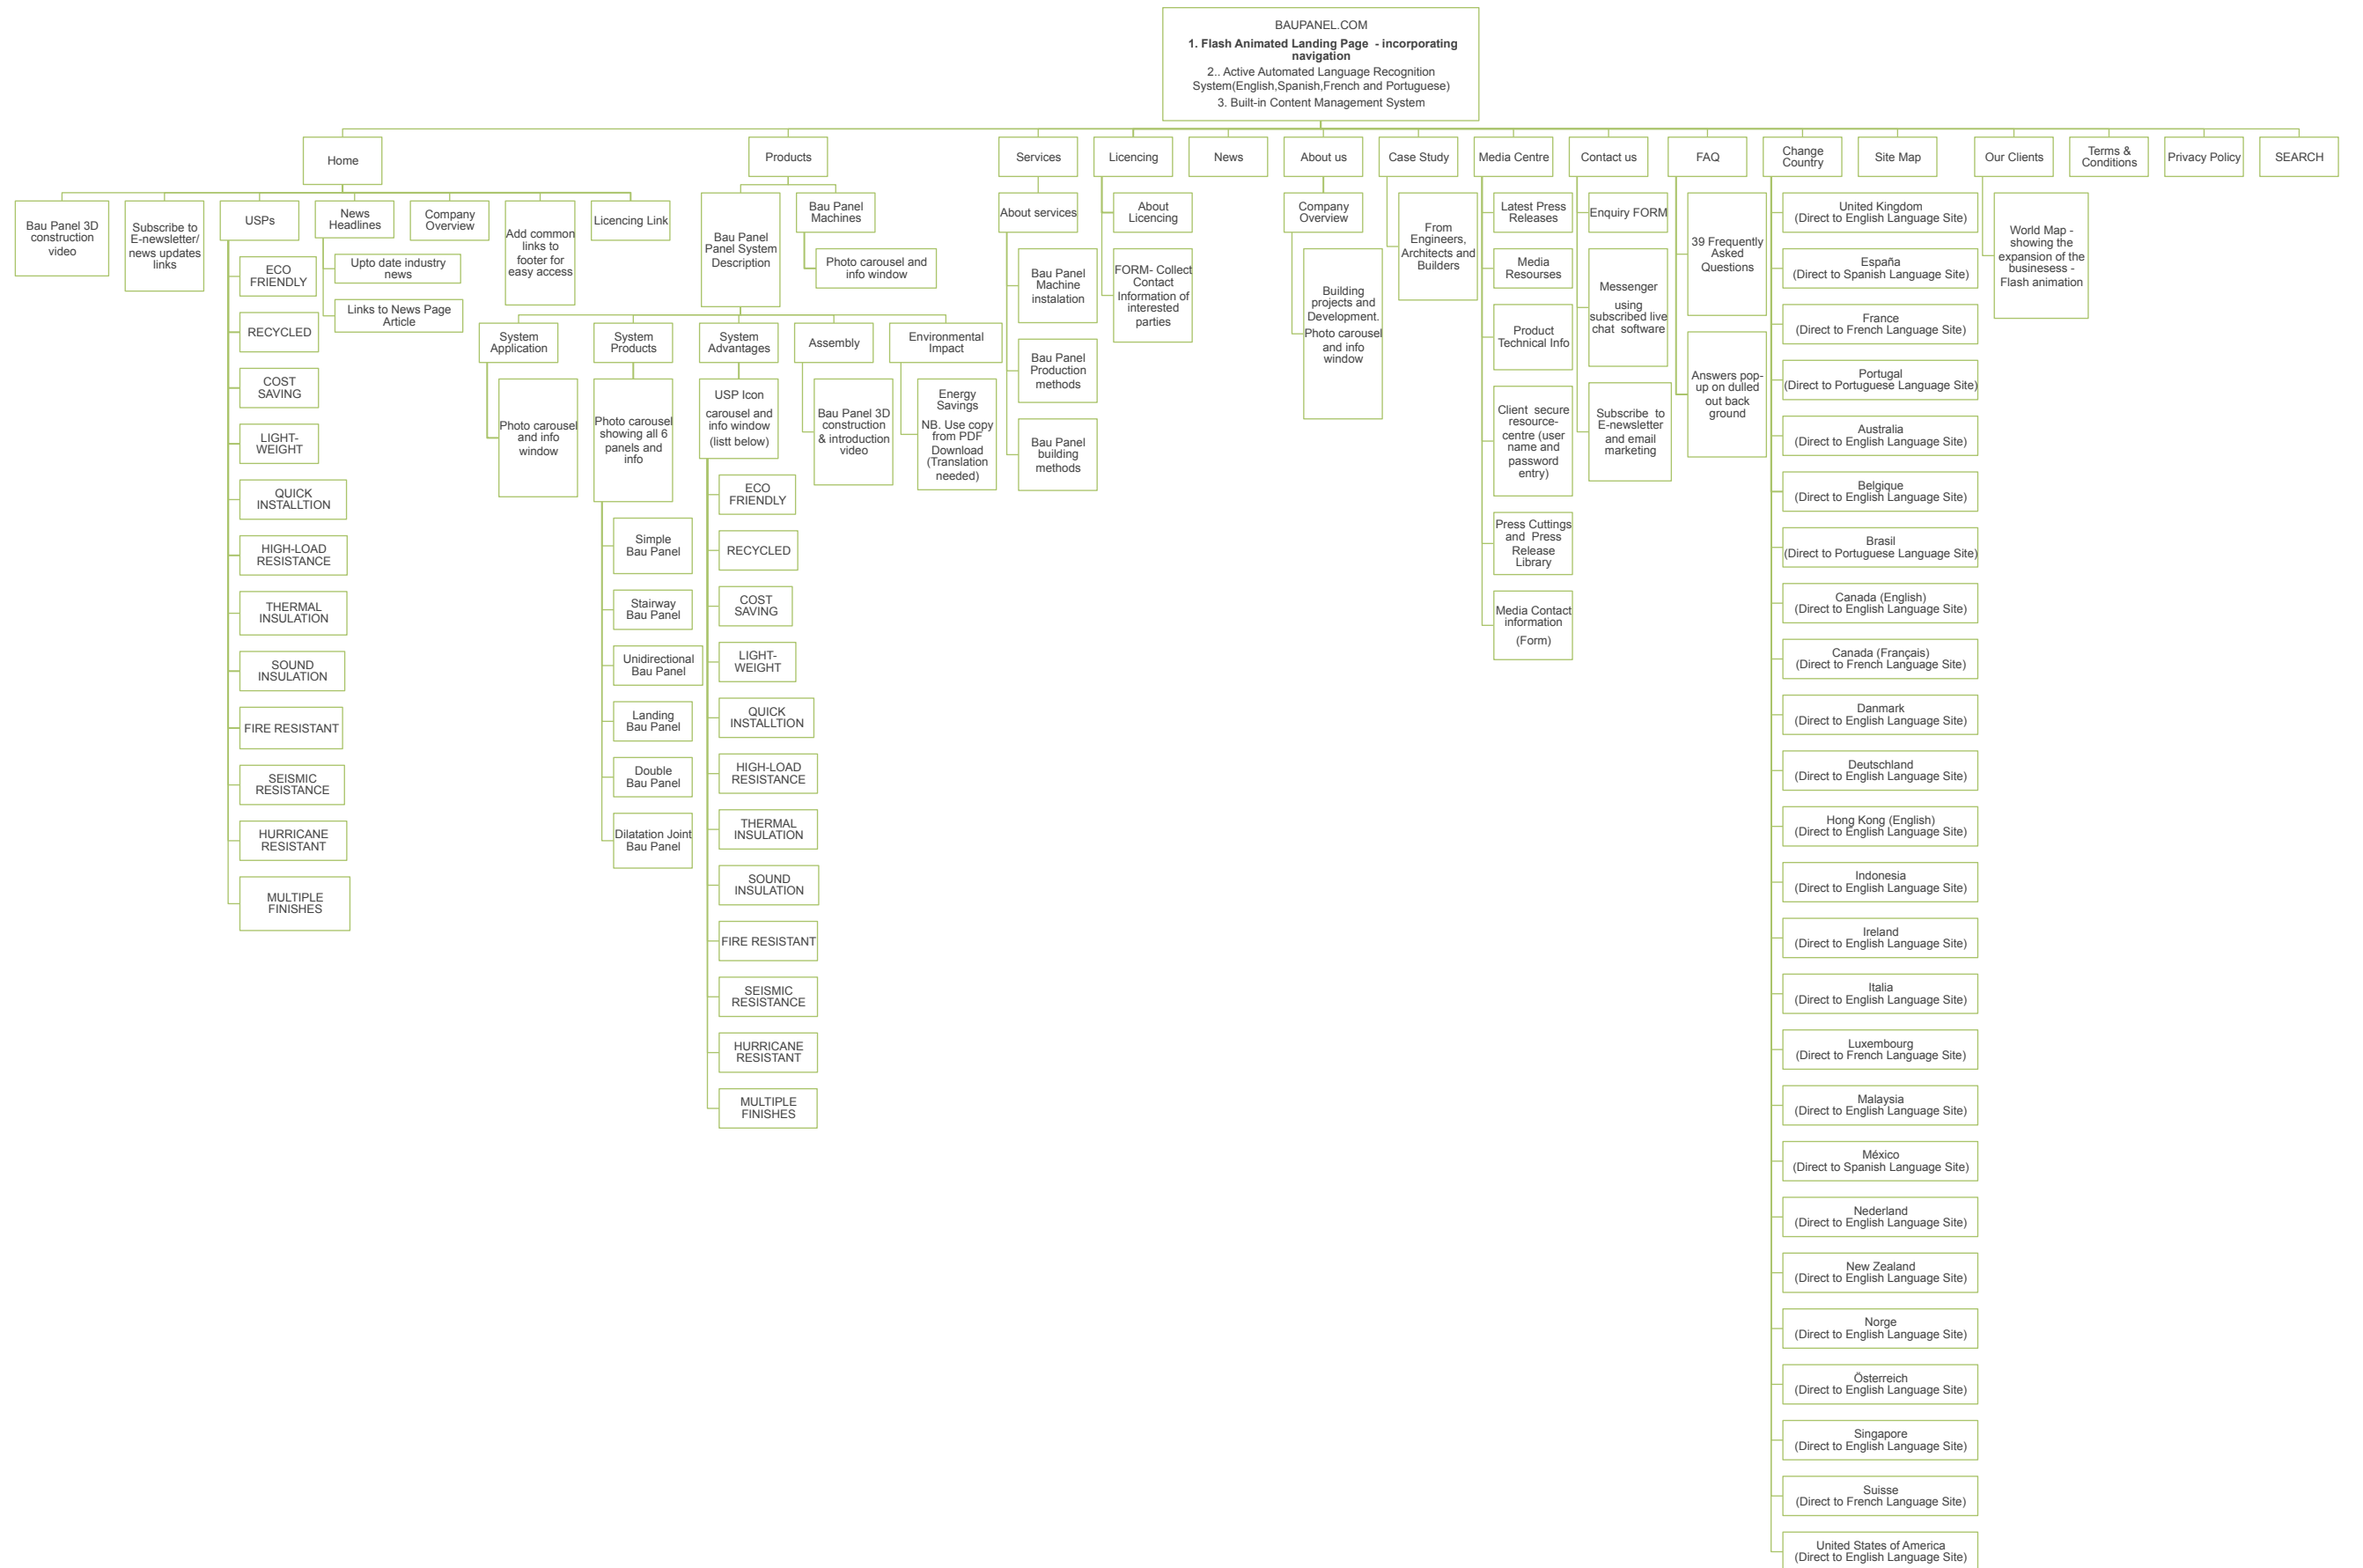 BAUPANEL.COM
1. Flash Animated Landing Page  - incorporating
navigation
2.. Active Automated Language Recognition
System(English,Spanish,French and Portuguese)
3. Built-in Content Management System
Home
Products
Services
Licencing
News
About us
Case Study
Media Centre
Contact us
FAQ
Change
Country
Site Map
Our Clients
Terms &
Conditions
Privacy Policy
SEARCH
Bau Panel 3D
construction
video
Subscribe to
E-newsletter/
news updates
links
USPs
ECO
FRIENDLY
RECYCLED
COST
SAVING
LIGHT-
WEIGHT
QUICK
INSTALLTION
HIGH-LOAD
RESISTANCE
THERMAL
INSULATION
SOUND
INSULATION
FIRE RESISTANT
SEISMIC
RESISTANCE
HURRICANE
RESISTANT
MULTIPLE
FINISHES
News
Headlines
Upto date industry
news
Links to News Page
Article
Company
Overview
Add common
links to
footer for
easy access
Licencing Link
Bau Panel
Panel System
Description
Bau Panel
Machines
Photo carousel and
info window
System
Application
Photo carousel
and info
window
System
Products
Photo carousel
showing all 6
panels and
info
Simple
Bau Panel
Stairway
Bau Panel
Unidirectional
Bau Panel
Landing
Bau Panel
Double
Bau Panel
Dilatation Joint
Bau Panel
System
Advantages
USP Icon
carousel and
info window
(listt below)
ECO
FRIENDLY
RECYCLED
COST
SAVING
LIGHT-
WEIGHT
QUICK
INSTALLTION
HIGH-LOAD
RESISTANCE
THERMAL
INSULATION
SOUND
INSULATION
FIRE RESISTANT
SEISMIC
RESISTANCE
HURRICANE
RESISTANT
MULTIPLE
FINISHES
Assembly
Bau Panel 3D
construction
& introduction
video
Environmental
Impact
Energy
Savings
NB. Use copy
from PDF
Download
(Translation
needed)
About services
Bau Panel
Machine
instalation
Bau Panel
Production
methods
Bau Panel
building
methods
About
Licencing
FORM- Collect
Contact
Information of
interested
parties
Company
Overview
Building
projects and
Development.
Photo carousel
and info
window
From
Engineers,
Architects and
Builders
Latest Press
Releases
Media
Resourses
Product
Technical Info
Client  secure
resource-
centre (user
name and
password
entry)
Press Cuttings
and  Press
Release
Library
Media Contact
information
(Form)
Enquiry FORM
Messenger
using
subscribed live
chat  software
Subscribe  to
E-newsletter
and email
marketing
39 Frequently
Asked
Questions
Answers pop-
up on dulled
out back
ground
United Kingdom
(Direct to English Language Site)
España
(Direct to Spanish Language Site)
France
(Direct to French Language Site)
Portugal
(Direct to Portuguese Language Site)
Australia
(Direct to English Language Site)
Belgique
(Direct to English Language Site)
Brasil
(Direct to Portuguese Language Site)
Canada (English)
(Direct to English Language Site)
Canada (Français)
(Direct to French Language Site)
Danmark
(Direct to English Language Site)
Deutschland
(Direct to English Language Site)
Hong Kong (English)
(Direct to English Language Site)
Indonesia
(Direct to English Language Site)
Ireland
(Direct to English Language Site)
Italia
(Direct to English Language Site)
Luxembourg
(Direct to French Language Site)
Malaysia
(Direct to English Language Site)
México
(Direct to Spanish Language Site)
Nederland
(Direct to English Language Site)
New Zealand
(Direct to English Language Site)
Norge
(Direct to English Language Site)
Österreich
(Direct to English Language Site)
Singapore
(Direct to English Language Site)
Suisse
(Direct to French Language Site)
United States of America
(Direct to English Language Site)
World Map -
showing the
expansion of the
businesess -
Flash animation